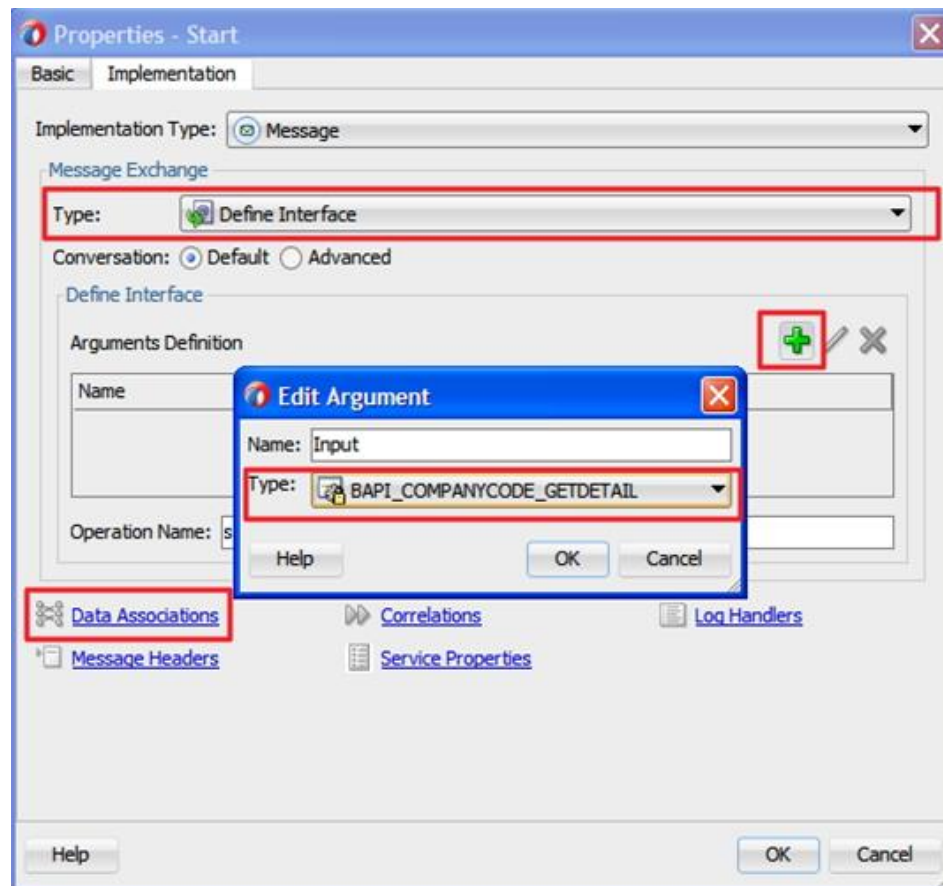 Properties - Start
Basic Implementation
Implementation Type: Message
Message Exchange
Type: Define Interface
Conversation: Default Advanced
Define Interface
Arguments Definition
Name
Edit Argument
Name: Input
Type: BAPI_COMPANYCODE_GETDETAIL
Operation Name: s
Help OK Cancel
Data Associations Correlations Log Handlers
Message Headers Service Properties
Help OK Cancel